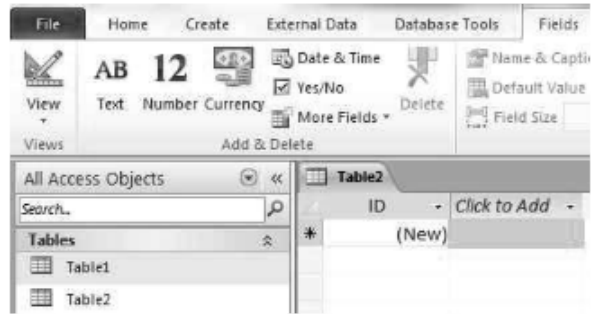 File Home Create External Data Database Tools Fields
View
Views
AB
Text
12
Number
Currency
Date & Time
Yes/No
More Fields
Delete
Add & Delete
Name & Capti
Default Value
Field Size
All Access Objects «
Search...
Tables
Table1
Table2
Table2
ID Click to Add
* (New)